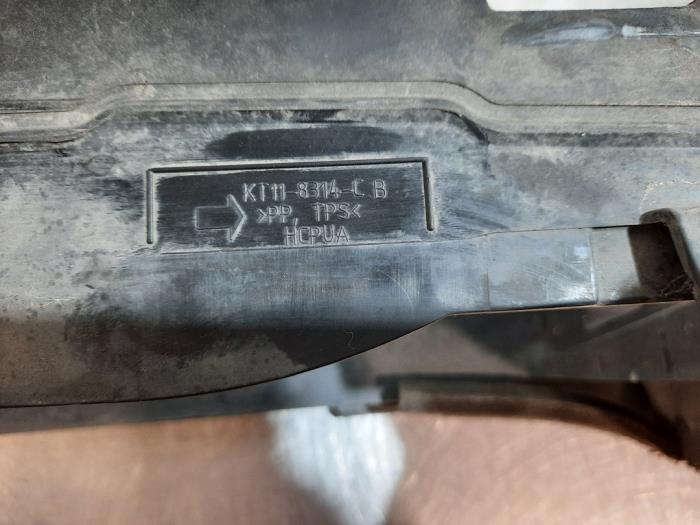 KT11-8314-C B
>PP, TPS<
HCPUA